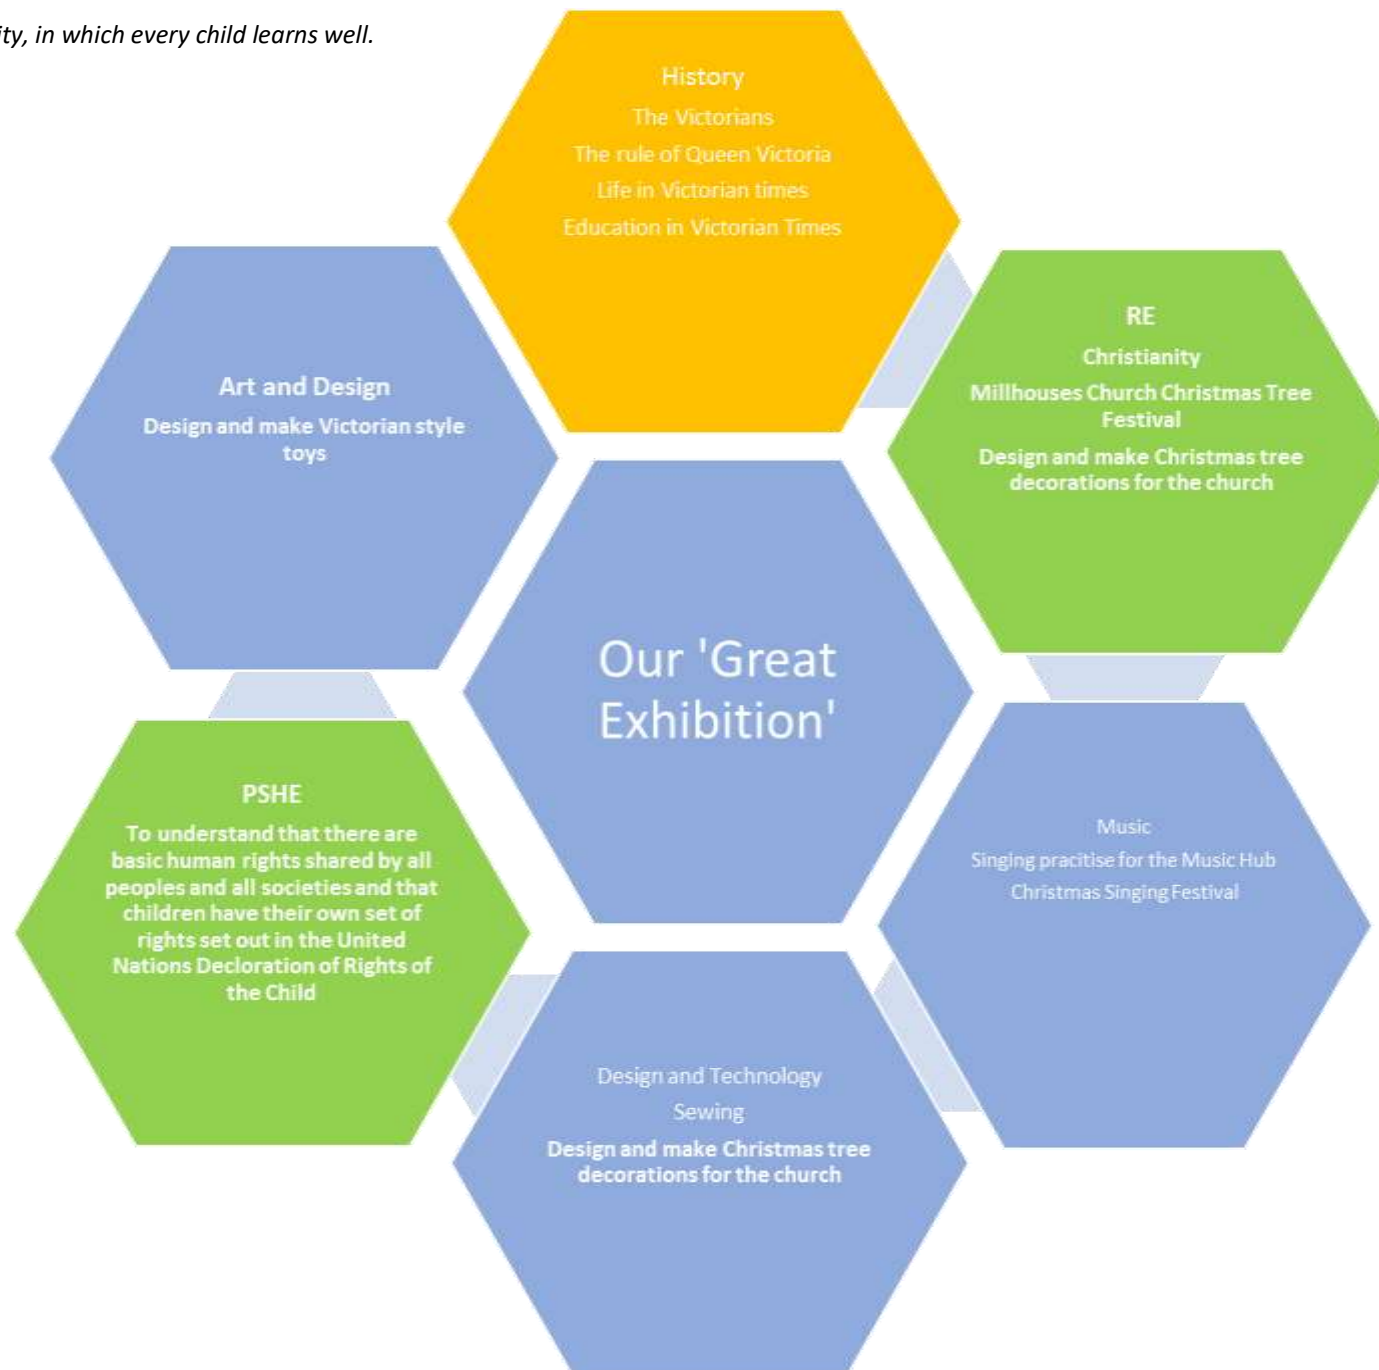 ity, in which every child learns well.
History
The Victorians
The rule of Queen Victoria
Life in Victorian times
Education in Victorian Times
RE
Christianity
Millhouses Church Christmas Tree
Festival
Design and make Christmas tree
decorations for the church
Art and Design
Design and make Victorian style
toys
Our 'Great
Exhibition'
PSHE
To understand that there are
basic human rights shared by all
peoples and all societies and that
children have their own set of
rights set out in the United
Nations Decloration of Rights of
the Child
Music
Singing practitise for the Music Hub
Christmas Singing Festival
Design and Technology
Sewing
Design and make Christmas tree
decorations for the church